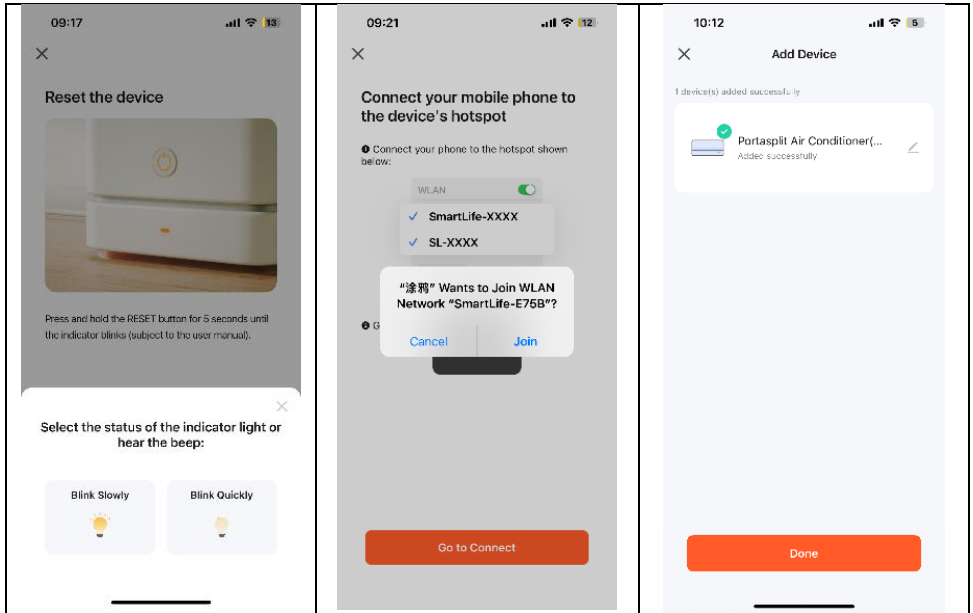 09:17
13
Reset the device
Press and hold the RESET button for 5 seconds until
the indicator blinks (subject to the user manual).
Select the status of the indicator light or
hear the beep:
Blink Slowly
Blink Quickly
09:21
12
Connect your mobile phone to
the device's hotspot
1 Connect your phone to the hotspot shown
below:
WLAN
SmartLife-XXXX
SL-XXXX
"涂鸦" Wants to Join WLAN
Network "SmartLife-E75B"?
2 G
Cancel
Join
Go to Connect
10:12
5
Add Device
1 device(s) added successfully
Portasplit Air Conditioner(...
Added successfully
Done